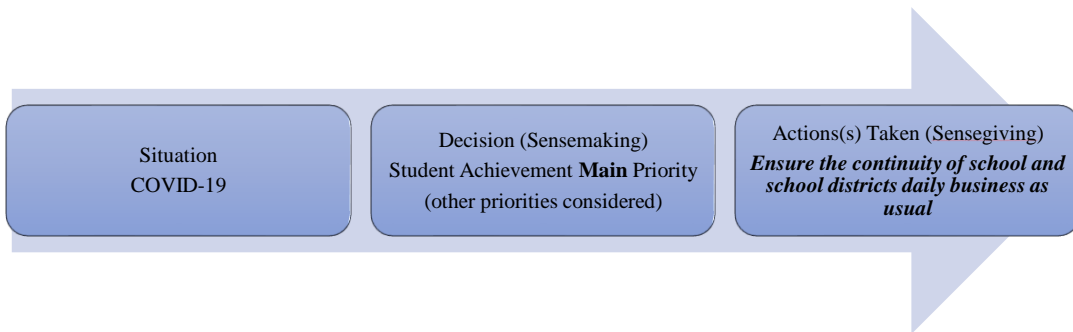 Situation
COVID-19
Decision (Sensemaking)
Student Achievement Main Priority
(other priorities considered)
Actions(s) Taken (Sensegiving)
Ensure the continuity of school and
school districts daily business as
usual